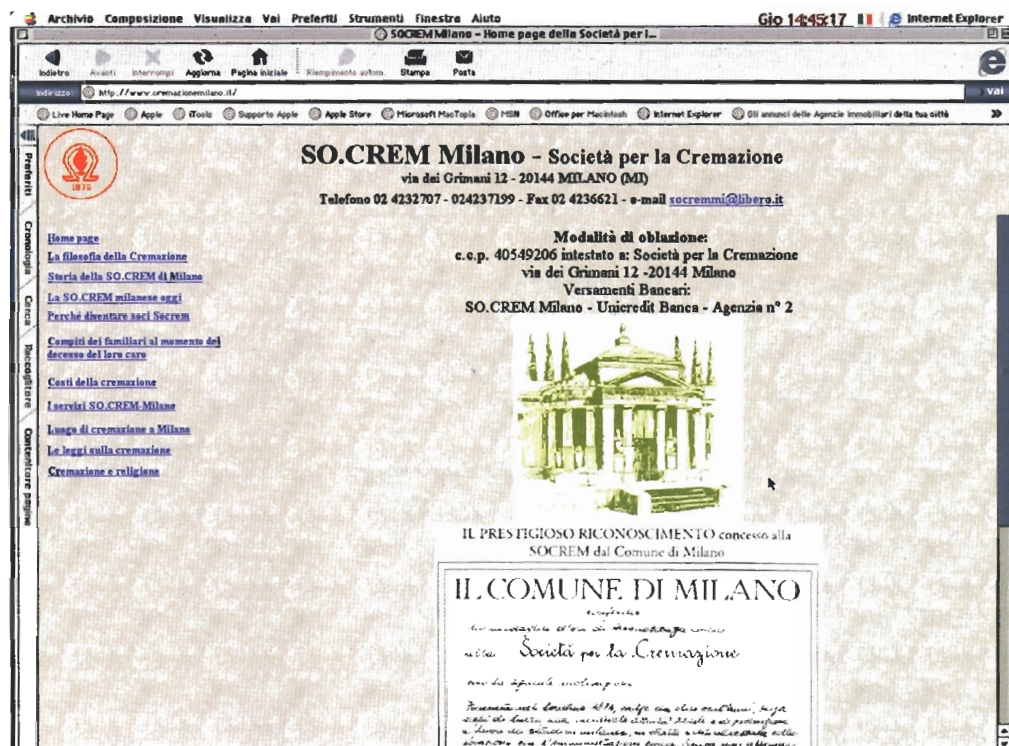 Archivio Composizione Visualizza Vai Preferiti Strumenti Finestra Aiuto Gio 14:45:17 Internet Explorer
SOCREM Milano - Home page della Società per l...
Indietro Avanti Interrompi Aggiorna Pagina iniziale Riempimento autom. Stampa Posta
Indirizzo http://www.cremazionemilano.it/ Vai
Live Home Page Apple iTools Supporto Apple Apple Store Microsoft MacTopia MSN Office per Macintosh Internet Explorer Gli annunci delle Agenzie immobiliari della tua città
Preferiti
Cronologia
Cerca
Raccoglitore
Contenitore pagine
1876
SO.CREM Milano - Società per la Cremazione
via dei Grimani 12 - 20144 MILANO (MI)
Telefono 02 4232707 - 024237199 - Fax 02 4236621 - e-mail socremmi@libero.it
Home page
La filosofia della Cremazione
Storia della SO.CREM di Milano
La SO.CREM milanese oggi
Perché diventare soci Socrem
Compiti dei familiari al momento del
decesso del loro caro
Costi della cremazione
I servizi SO.CREM-Milano
Luogo di cremazione a Milano
Le leggi sulla cremazione
Cremazione e religione
Modalità di oblazione:
c.c.p. 40549206 intestato a: Società per la Cremazione
via dei Grimani 12 -20144 Milano
Versamenti Bancari:
SO.CREM Milano - Unicredit Banca - Agenzia n° 2
IL PRESTIGIOSO RICONOSCIMENTO concesso alla
SOCREM dal Comune di Milano
IL COMUNE DI MILANO
alla Società per la Cremazione